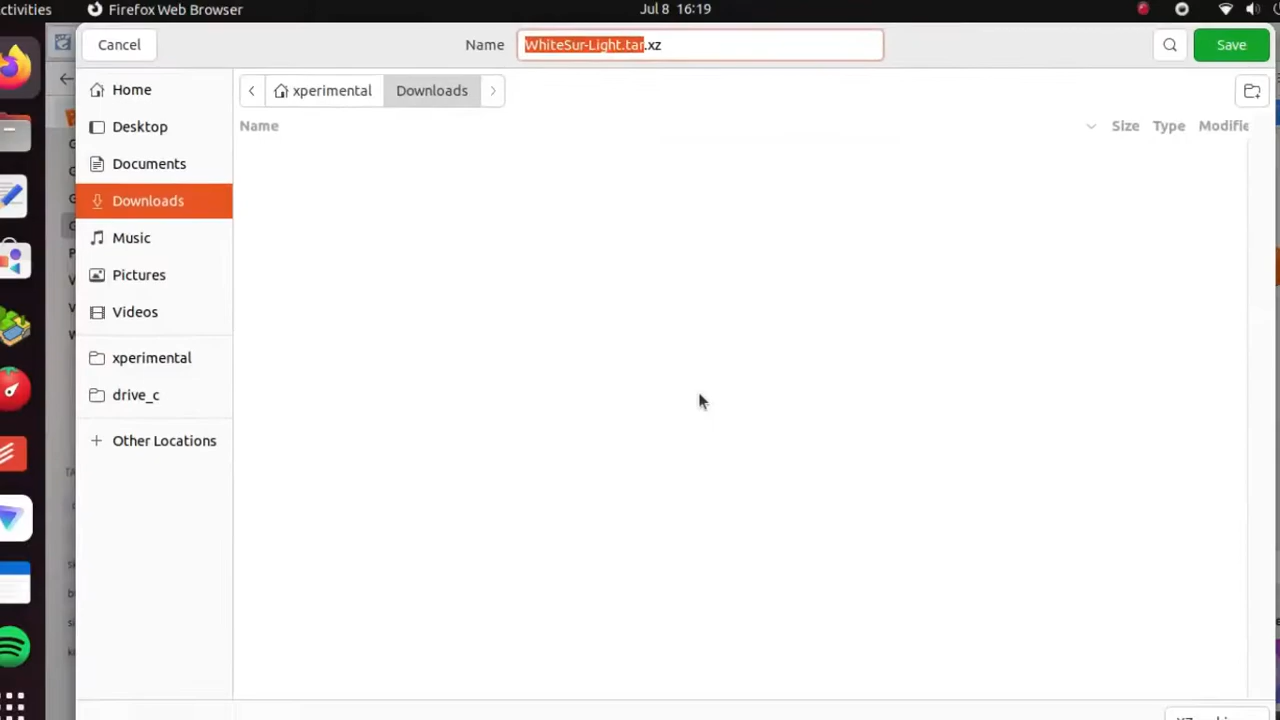 ctivities Firefox Web Browser Jul 8 16:19
Cancel Name WhiteSur-Light.tar.xz Save
xperimental Downloads
Name Size Type Modifie
Home
Desktop
Documents
Downloads
Music
Pictures
Videos
xperimental
drive_c
Other Locations